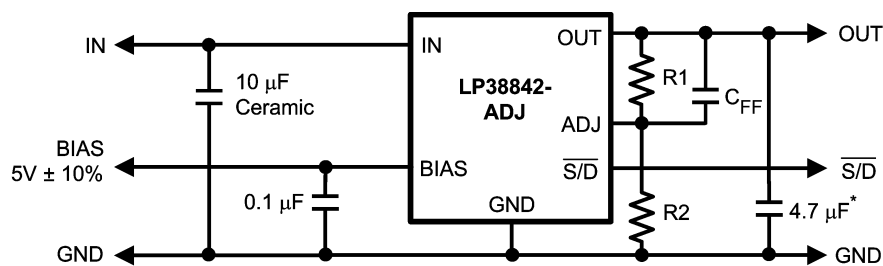 IN
10 µF
Ceramic
BIAS
5V ± 10%
0.1 µF
GND
IN
LP38842-
ADJ
BIAS
GND
OUT
ADJ
S/D
R1
CFF
R2
4.7 µF*
OUT
S/D
GND